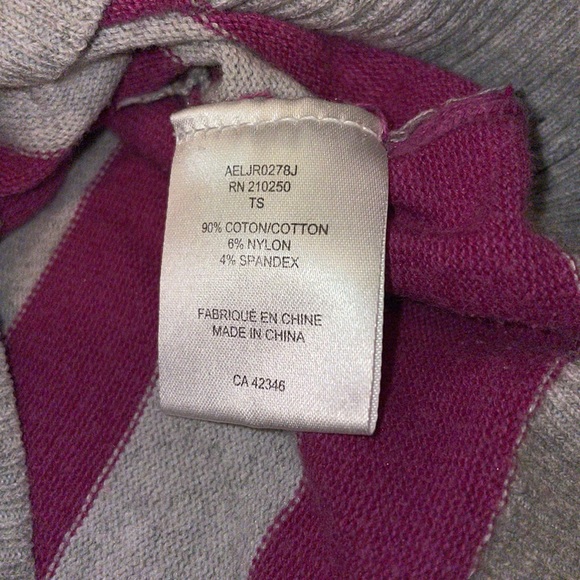 AELJR0278J
RN 210250
TS
90% COTON/COTTON
6% NYLON
4% SPANDEX
FABRIQUÉ EN CHINE
MADE IN CHINA
CA 42346